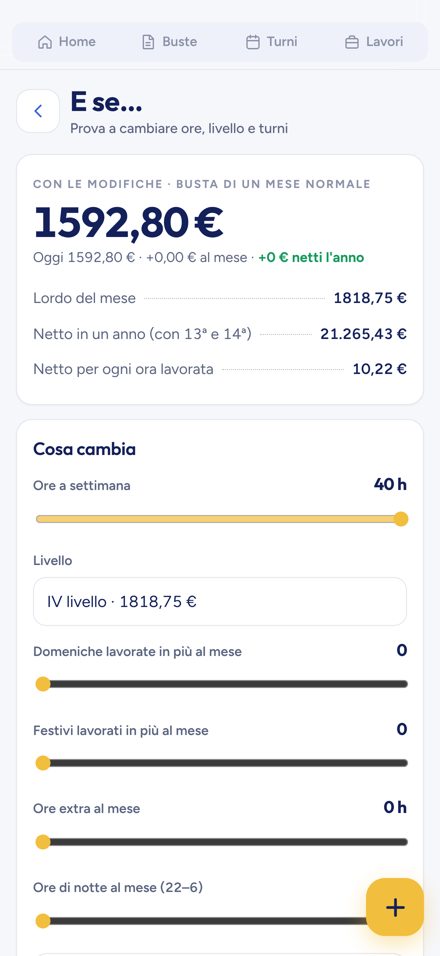 Home
Buste
Turni
Lavori
E se...
Prova a cambiare ore, livello e turni
CON LE MODIFICHE · BUSTA DI UN MESE NORMALE
1592,80 €
Oggi 1592,80 € · +0,00 € al mese · +0 € netti l'anno
Lordo del mese 1818,75 €
Netto in un anno (con 13ª e 14ª) 21.265,43 €
Netto per ogni ora lavorata 10,22 €
Cosa cambia
Ore a settimana 40 h
Livello
IV livello · 1818,75 €
Domeniche lavorate in più al mese 0
Festivi lavorati in più al mese 0
Ore extra al mese 0 h
Ore di notte al mese (22–6)